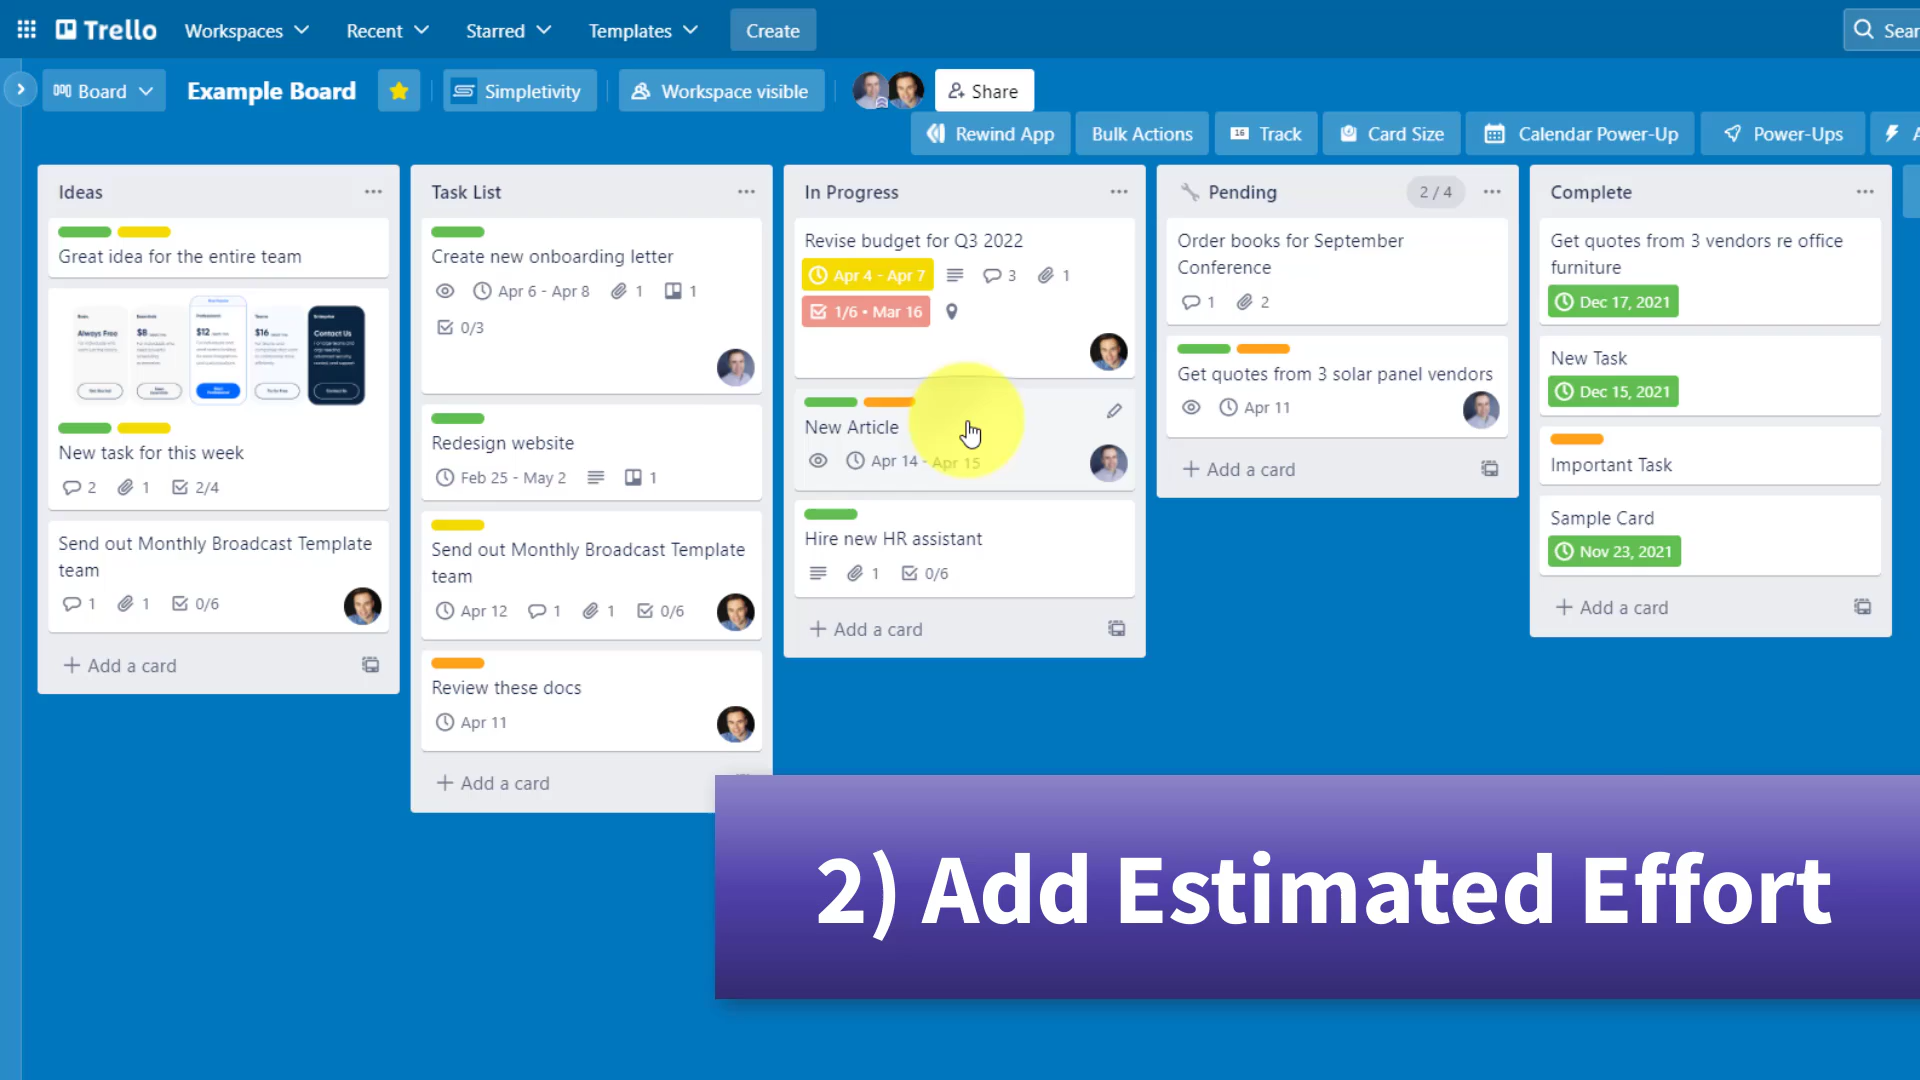 Trello
Workspaces
Recent
Starred
Templates
Create
Sear
Board
Example Board
Simpletivity
Workspace visible
Share
Rewind App
Bulk Actions
16
Track
Card Size
Calendar Power-Up
Power-Ups
A
Ideas
Great idea for the entire team
Always Free
$8
$12
$16
Contact Us
New task for this week
2
1
2/4
Send out Monthly Broadcast Template
team
1
1
0/6
+ Add a card
Task List
Create new onboarding letter
Apr 6 - Apr 8
1
1
0/3
Redesign website
Feb 25 - May 2
1
Send out Monthly Broadcast Template
team
Apr 12
1
1
0/6
Review these docs
Apr 11
+ Add a card
In Progress
Revise budget for Q3 2022
Apr 4 - Apr 7
3
1
1/6 • Mar 16
New Article
Apr 14 - Apr 15
Hire new HR assistant
1
0/6
+ Add a card
Pending
2 / 4
Order books for September
Conference
1
2
Get quotes from 3 solar panel vendors
Apr 11
+ Add a card
Complete
Get quotes from 3 vendors re office
furniture
Dec 17, 2021
New Task
Dec 15, 2021
Important Task
Sample Card
Nov 23, 2021
+ Add a card
2) Add Estimated Effort